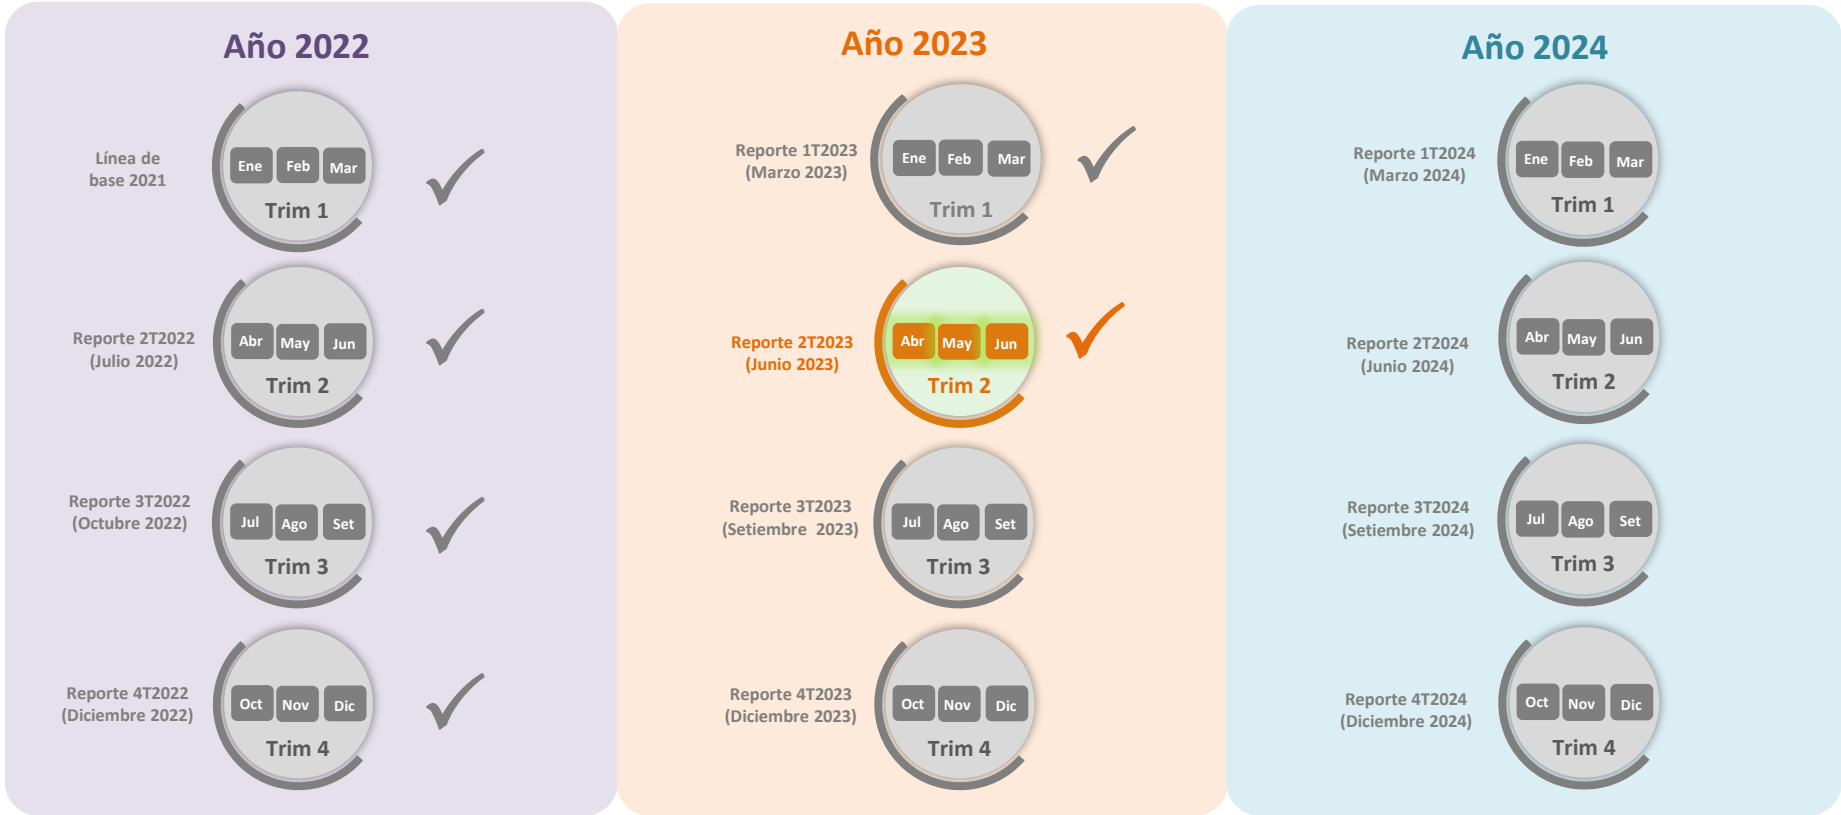 Año 2022
Línea de
base 2021
Ene Feb Mar
Trim 1
Reporte 2T2022
(Julio 2022)
Abr May Jun
Trim 2
Reporte 3T2022
(Octubre 2022)
Jul Ago Set
Trim 3
Reporte 4T2022
(Diciembre 2022)
Oct Nov Dic
Trim 4
Año 2023
Reporte 1T2023
(Marzo 2023)
Ene Feb Mar
Trim 1
Reporte 2T2023
(Junio 2023)
Abr May Jun
Trim 2
Reporte 3T2023
(Setiembre 2023)
Jul Ago Set
Trim 3
Reporte 4T2023
(Diciembre 2023)
Oct Nov Dic
Trim 4
Año 2024
Reporte 1T2024
(Marzo 2024)
Ene Feb Mar
Trim 1
Reporte 2T2024
(Junio 2024)
Abr May Jun
Trim 2
Reporte 3T2024
(Setiembre 2024)
Jul Ago Set
Trim 3
Reporte 4T2024
(Diciembre 2024)
Oct Nov Dic
Trim 4